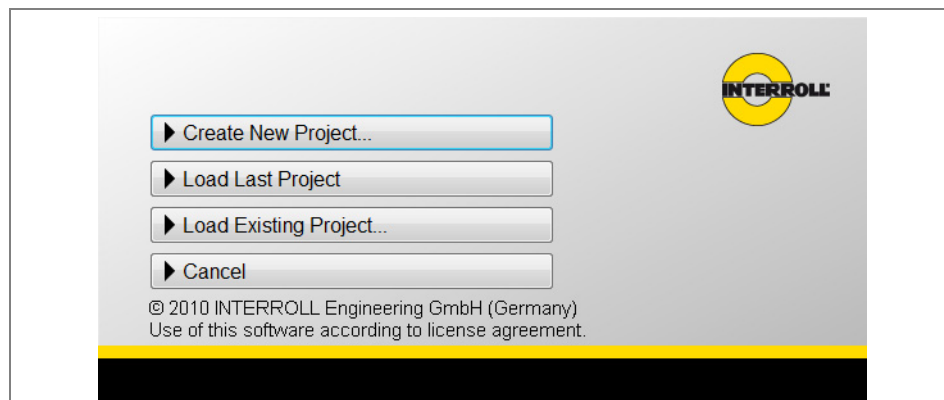 INTERROLL
Create New Project...
Load Last Project
Load Existing Project...
Cancel
© 2010 INTERROLL Engineering GmbH (Germany)
Use of this software according to license agreement.